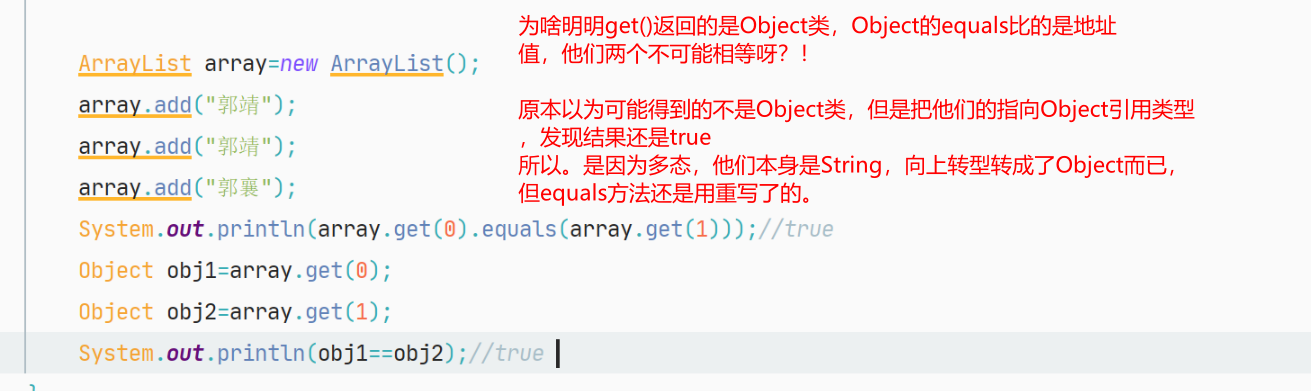 为啥明明get()返回的是Object类，Object的equals比的是地址
值，他们两个不可能相等呀？！
ArrayList array=new ArrayList();
array.add("郭靖");
原本以为可能得到的不是Object类，但是把他们的指向Object引用类型
，发现结果还是true
array.add("郭靖");
所以。是因为多态，他们本身是String，向上转型转成了Object而已，
array.add("郭襄");
但equals方法还是用重写了的。
System.out.println(array.get(0).equals(array.get(1)));//true
Object obj1=array.get(0);
Object obj2=array.get(1);
System.out.println(obj1==obj2);//true
}